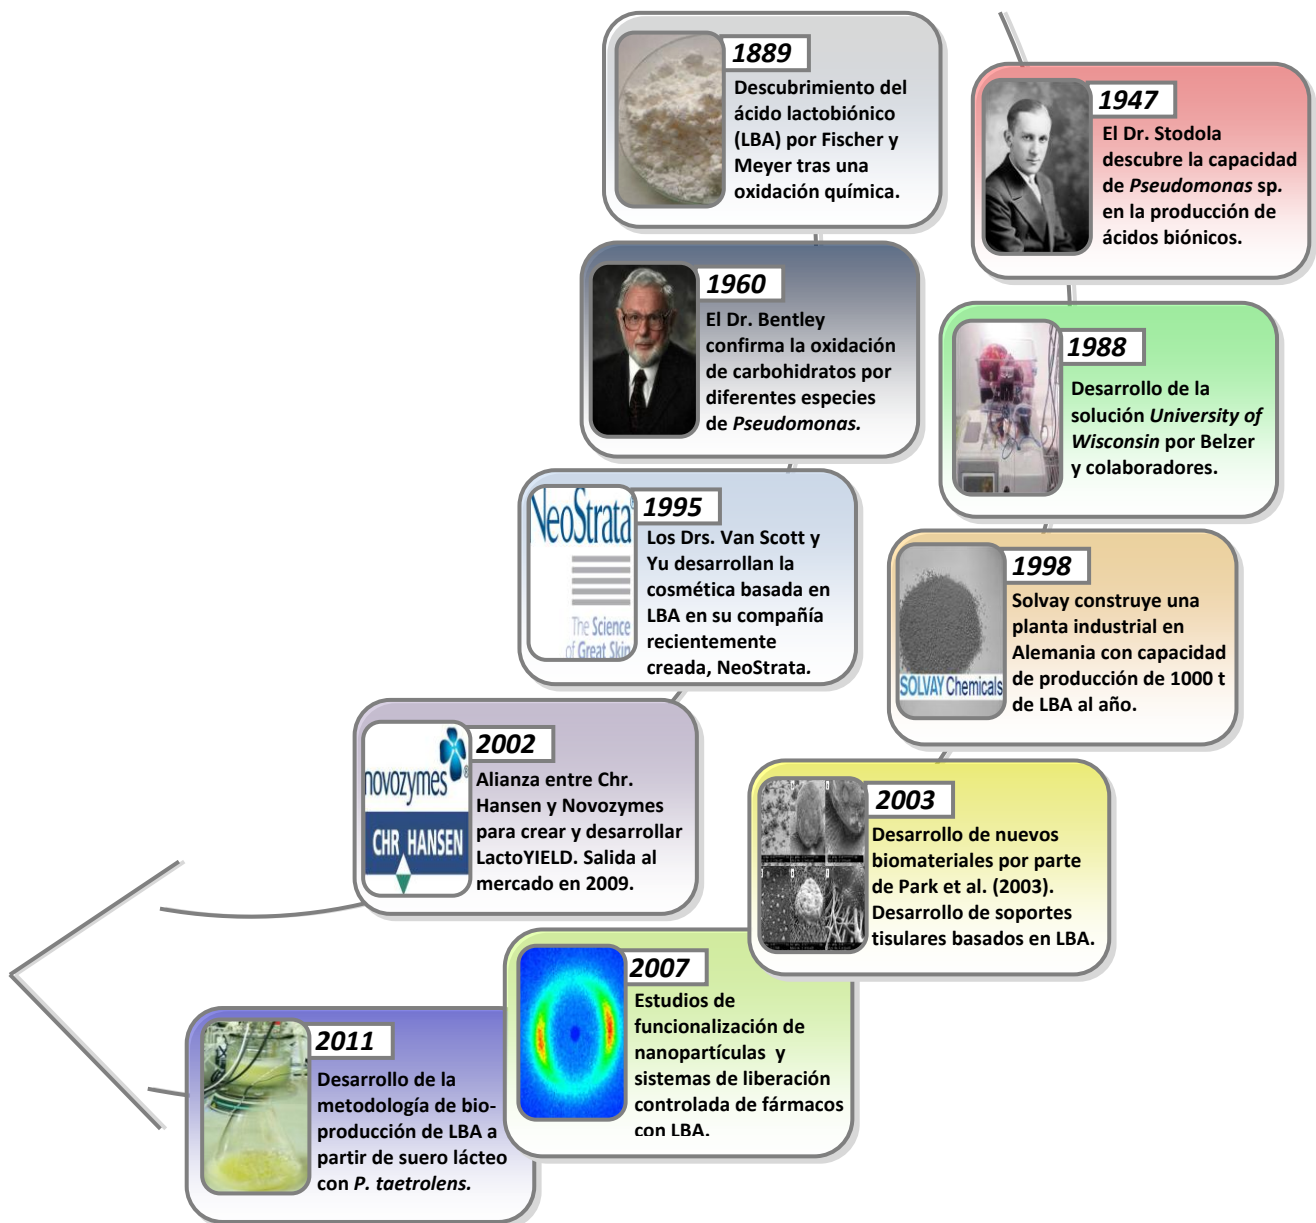 1889
Descubrimiento del
ácido lactobiónico
(LBA) por Fischer y
Meyer tras una
oxidación química.
1947
El Dr. Stodola
descubre la capacidad
de Pseudomonas sp.
en la producción de
ácidos biónicos.
1960
El Dr. Bentley
confirma la oxidación
de carbohidratos por
diferentes especies
de Pseudomonas.
1988
Desarrollo de la
solución University of
Wisconsin por Belzer
y colaboradores.
NeoStrata®
The Science
of Great Skin
1995
Los Drs. Van Scott y
Yu desarrollan la
cosmética basada en
LBA en su compañía
recientemente
creada, NeoStrata.
SOLVAY Chemicals
1998
Solvay construye una
planta industrial en
Alemania con capacidad
de producción de 1000 t
de LBA al año.
novozymes®
CHR HANSEN
2002
Alianza entre Chr.
Hansen y Novozymes
para crear y desarrollar
LactoYIELD. Salida al
mercado en 2009.
2003
Desarrollo de nuevos
biomateriales por parte
de Park et al. (2003).
Desarrollo de soportes
tisulares basados en LBA.
2007
Estudios de
funcionalización de
nanopartículas y
sistemas de liberación
controlada de fármacos
con LBA.
2011
Desarrollo de la
metodología de bio-
producción de LBA a
partir de suero lácteo
con P. taetrolens.